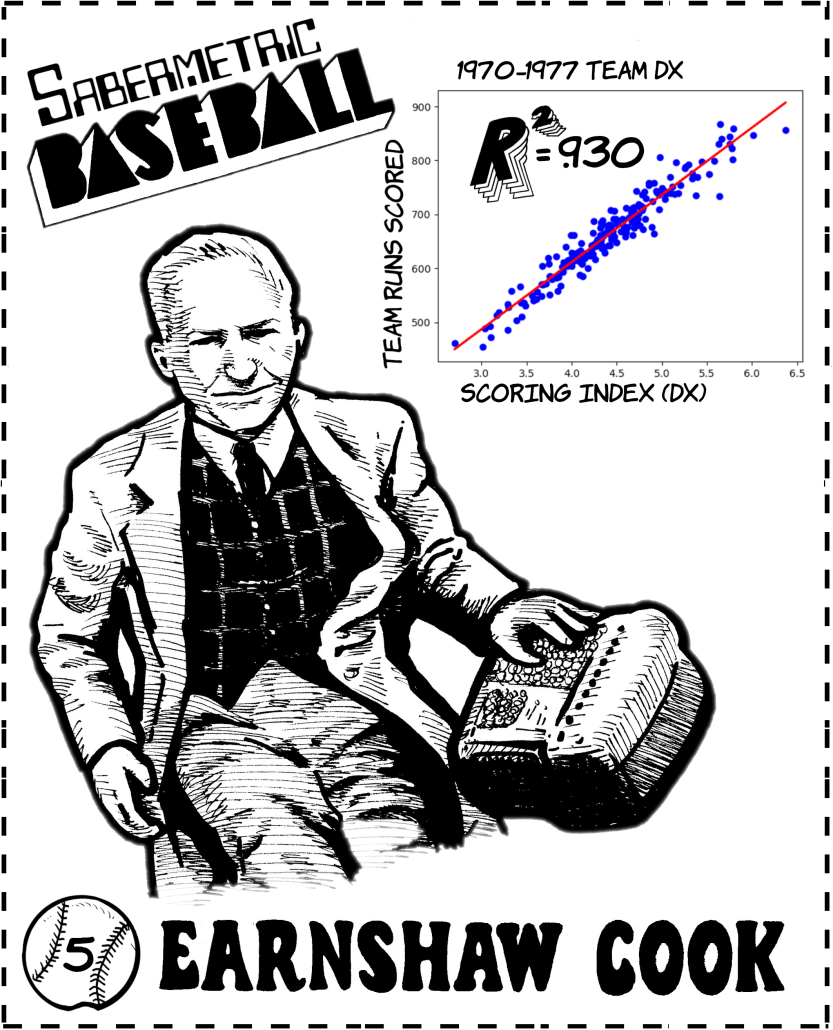 SABERMETRIC
BASEBALL
1970-1977 TEAM DX
R²=.930
TEAM RUNS SCORED
900
800
700
600
500
3.0 3.5 4.0 4.5 5.0 5.5 6.0 6.5
SCORING INDEX (DX)
5
EARNSHAW COOK